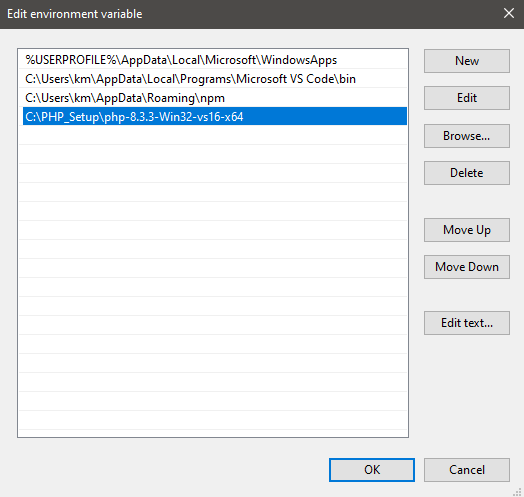 Edit environment variable
%USERPROFILE%\AppData\Local\Microsoft\WindowsApps
C:\Users\km\AppData\Local\Programs\Microsoft VS Code\bin
C:\Users\km\AppData\Roaming\npm
C:\PHP_Setup\php-8.3.3-Win32-vs16-x64
New
Edit
Browse...
Delete
Move Up
Move Down
Edit text...
OK
Cancel